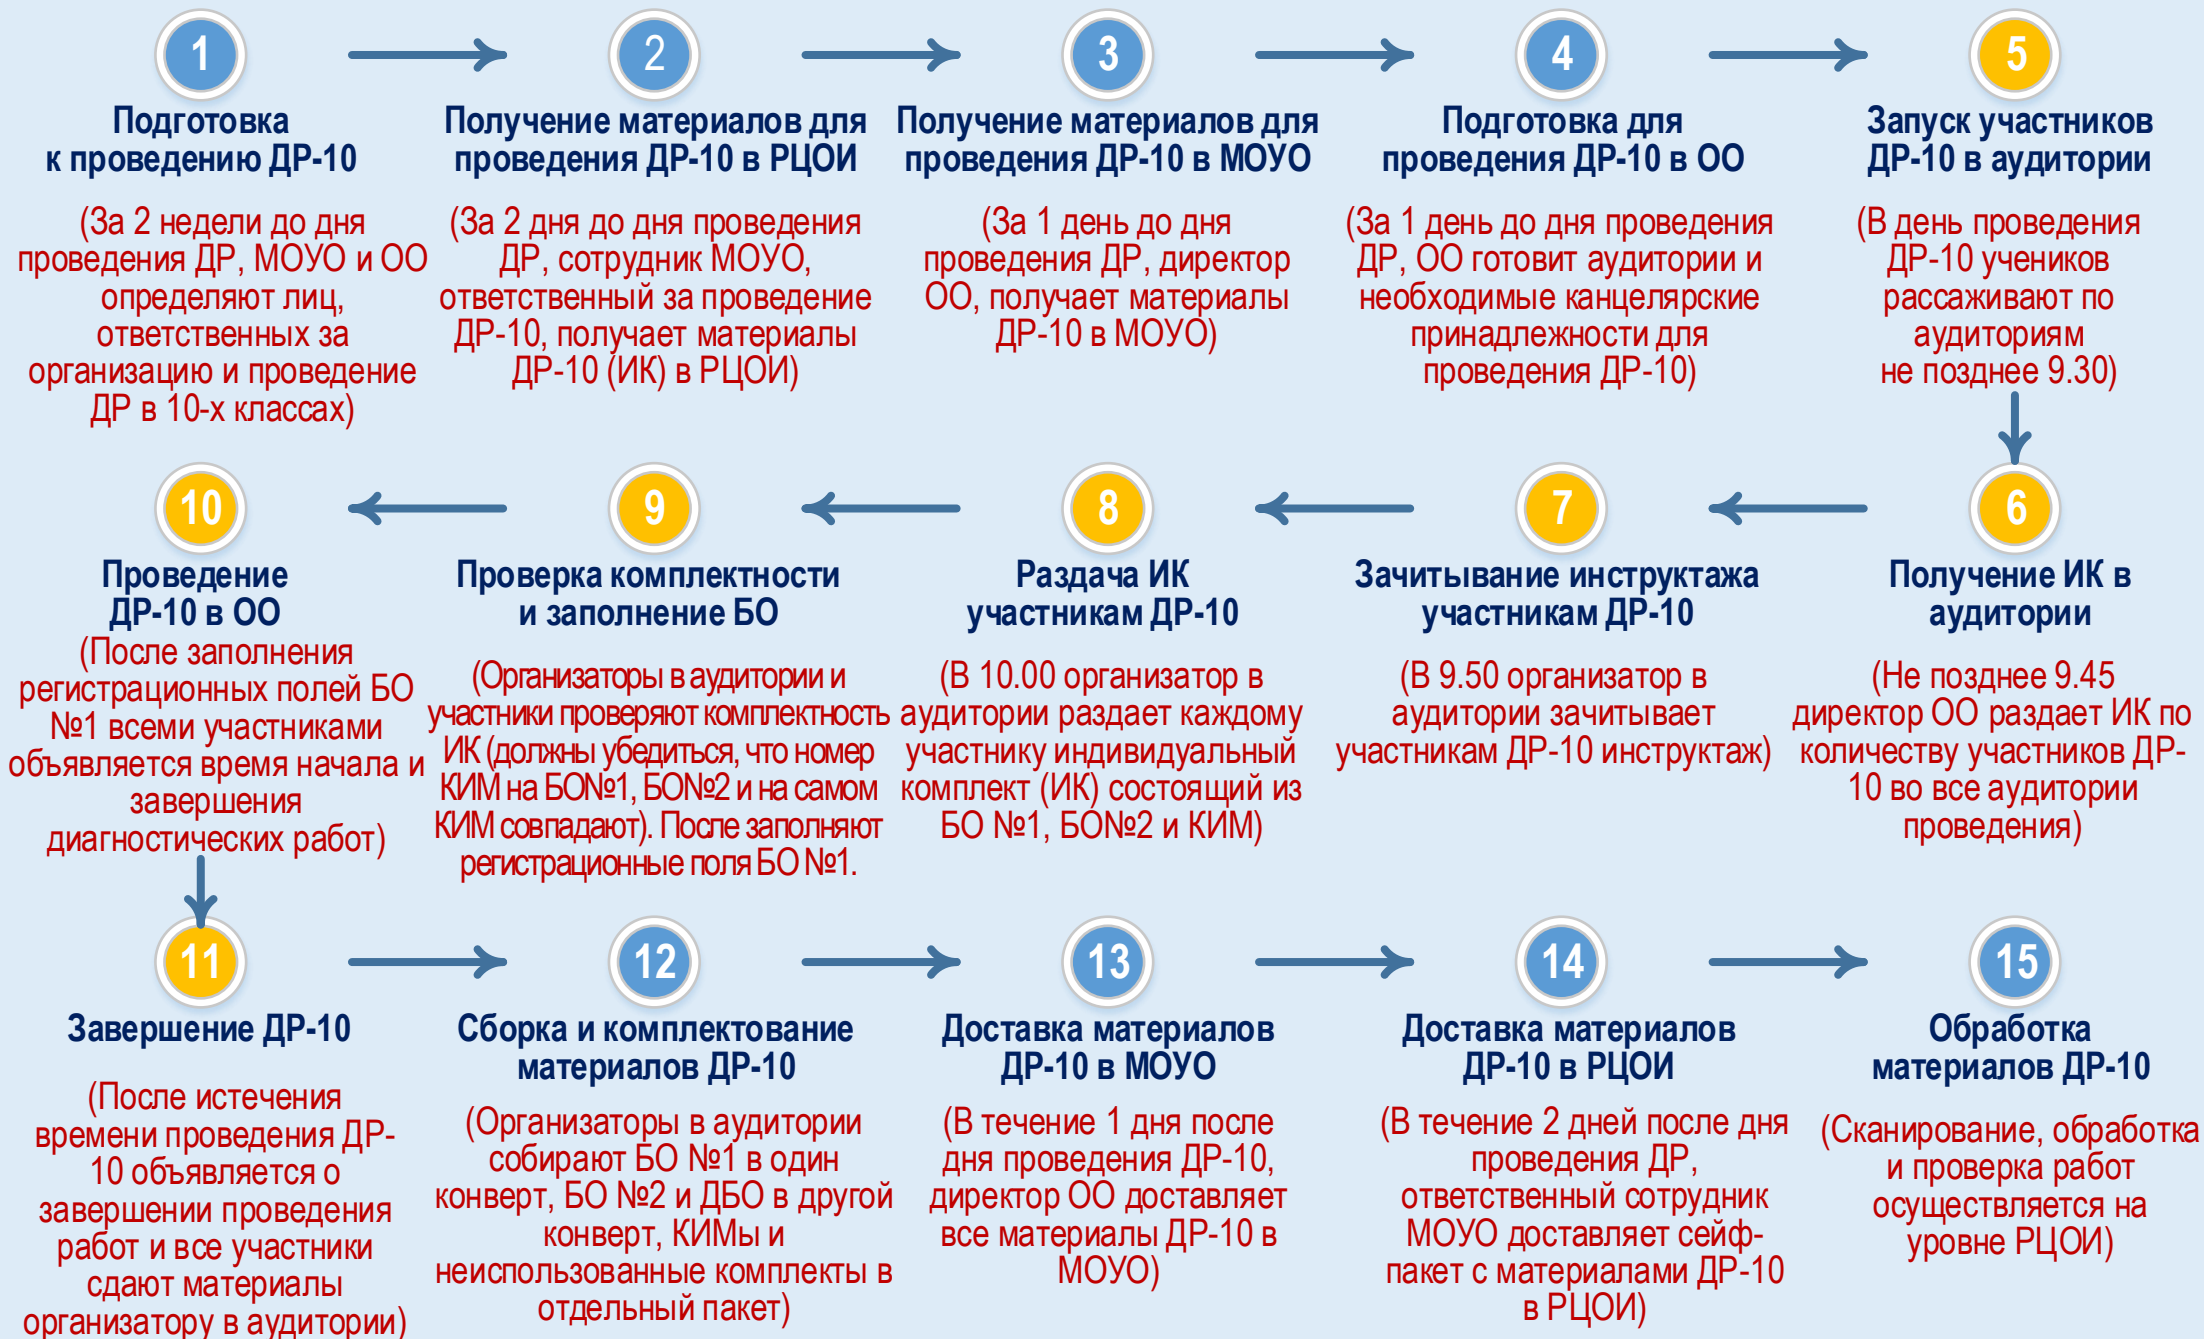 1
Подготовка
к проведению ДР-10
(За 2 недели до дня
проведения ДР, МОУО и ОО
определяют лиц,
ответственных за
организацию и проведение
ДР в 10-х классах)
2
Получение материалов для
проведения ДР-10 в РЦОИ
(За 2 дня до дня проведения
ДР, сотрудник МОУО,
ответственный за проведение
ДР-10, получает материалы
ДР-10 (ИК) в РЦОИ)
3
Получение материалов для
проведения ДР-10 в МОУО
(За 1 день до дня
проведения ДР, директор
ОО, получает материалы
ДР-10 в МОУО)
4
Подготовка для
проведения ДР-10 в ОО
(За 1 день до дня проведения
ДР, ОО готовит аудитории и
необходимые канцелярские
принадлежности для
проведения ДР-10)
5
Запуск участников
ДР-10 в аудитории
(В день проведения
ДР-10 учеников
рассаживают по
аудиториям
не позднее 9.30)
6
Получение ИК в
аудитории
(Не позднее 9.45
директор ОО раздает ИК по
количеству участников ДР-
10 во все аудитории
проведения)
7
Зачитывание инструктажа
участникам ДР-10
(В 9.50 организатор в
аудитории зачитывает
участникам ДР-10 инструктаж)
8
Раздача ИК
участникам ДР-10
(В 10.00 организатор в
аудитории раздает каждому
участнику индивидуальный
комплект (ИК) состоящий из
БО №1, БО№2 и КИМ)
9
Проверка комплектности
и заполнение БО
(Организаторы в аудитории и
участники проверяют комплектность
ИК (должны убедиться, что номер
КИМ на БО№1, БО№2 и на самом
КИМ совпадают). После заполняют
регистрационные поля БО №1.
10
Проведение
ДР-10 в ОО
(После заполнения
регистрационных полей БО
№1 всеми участниками
объявляется время начала и
завершения
диагностических работ)
11
Завершение ДР-10
(После истечения
времени проведения ДР-
10 объявляется о
завершении проведения
работ и все участники
сдают материалы
организатору в аудитории)
12
Сборка и комплектование
материалов ДР-10
(Организаторы в аудитории
собирают БО №1 в один
конверт, БО №2 и ДБО в другой
конверт, КИМы и
неиспользованные комплекты в
отдельный пакет)
13
Доставка материалов
ДР-10 в МОУО
(В течение 1 дня после
дня проведения ДР-10,
директор ОО доставляет
все материалы ДР-10 в
МОУО)
14
Доставка материалов
ДР-10 в РЦОИ
(В течение 2 дней после дня
проведения ДР,
ответственный сотрудник
МОУО доставляет сейф-
пакет с материалами ДР-10
в РЦОИ)
15
Обработка
материалов ДР-10
(Сканирование, обработка
и проверка работ
осуществляется на
уровне РЦОИ)